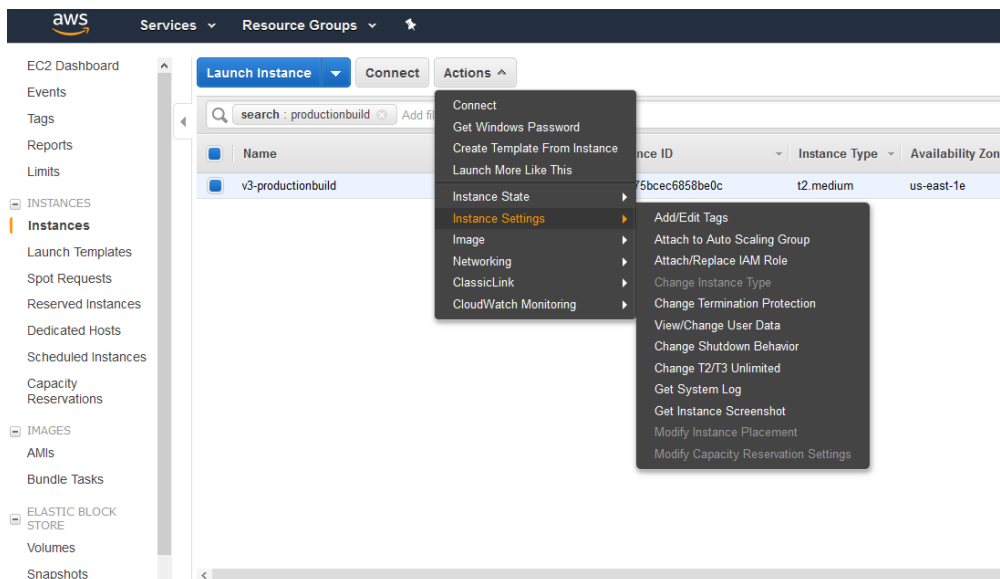 aws Services Resource Groups
EC2 Dashboard
Events
Tags
Reports
Limits
INSTANCES
Instances
Launch Templates
Spot Requests
Reserved Instances
Dedicated Hosts
Scheduled Instances
Capacity
Reservations
IMAGES
AMIs
Bundle Tasks
ELASTIC BLOCK
STORE
Volumes
Snapshots
Launch Instance Connect Actions
search : productionbuild Add fil
Name nce ID Instance Type Availability Zon
v3-productionbuild 75bcec6858be0c t2.medium us-east-1e
Connect
Get Windows Password
Create Template From Instance
Launch More Like This
Instance State
Instance Settings
Image
Networking
ClassicLink
CloudWatch Monitoring
Add/Edit Tags
Attach to Auto Scaling Group
Attach/Replace IAM Role
Change Instance Type
Change Termination Protection
View/Change User Data
Change Shutdown Behavior
Change T2/T3 Unlimited
Get System Log
Get Instance Screenshot
Modify Instance Placement
Modify Capacity Reservation Settings